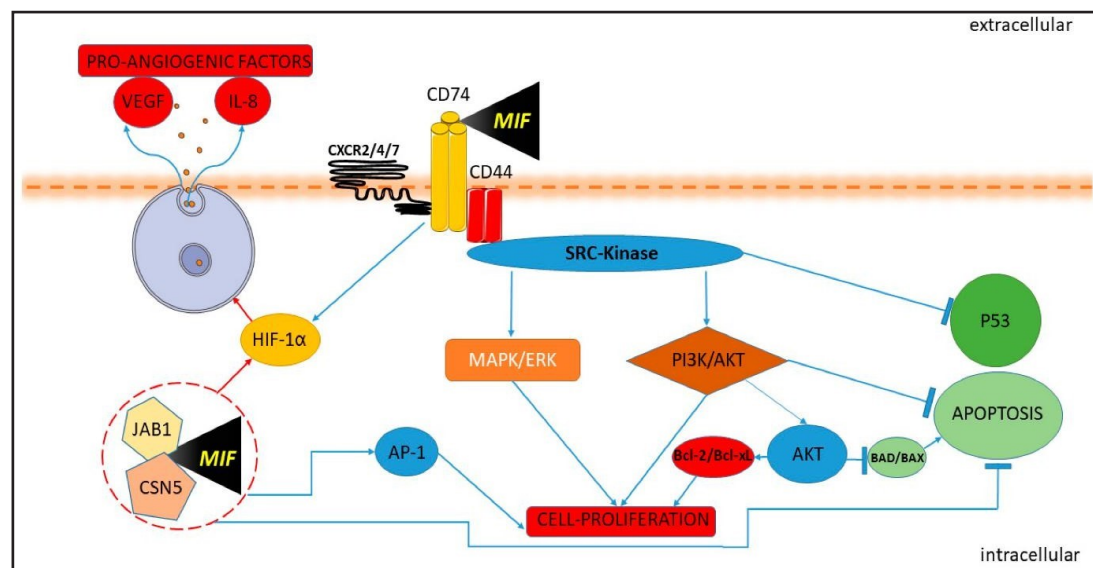 extracellular
PRO-ANGIOGENIC FACTORS
VEGF
IL-8
CD74
MIF
CXCR2/4/7
CD44
SRC-Kinase
P53
HIF-1α
MAPK/ERK
PI3K/AKT
APOPTOSIS
JAB1
MIF
CSN5
AP-1
Bcl-2/Bcl-xL
AKT
BAD/BAX
CELL-PROLIFERATION
intracellular